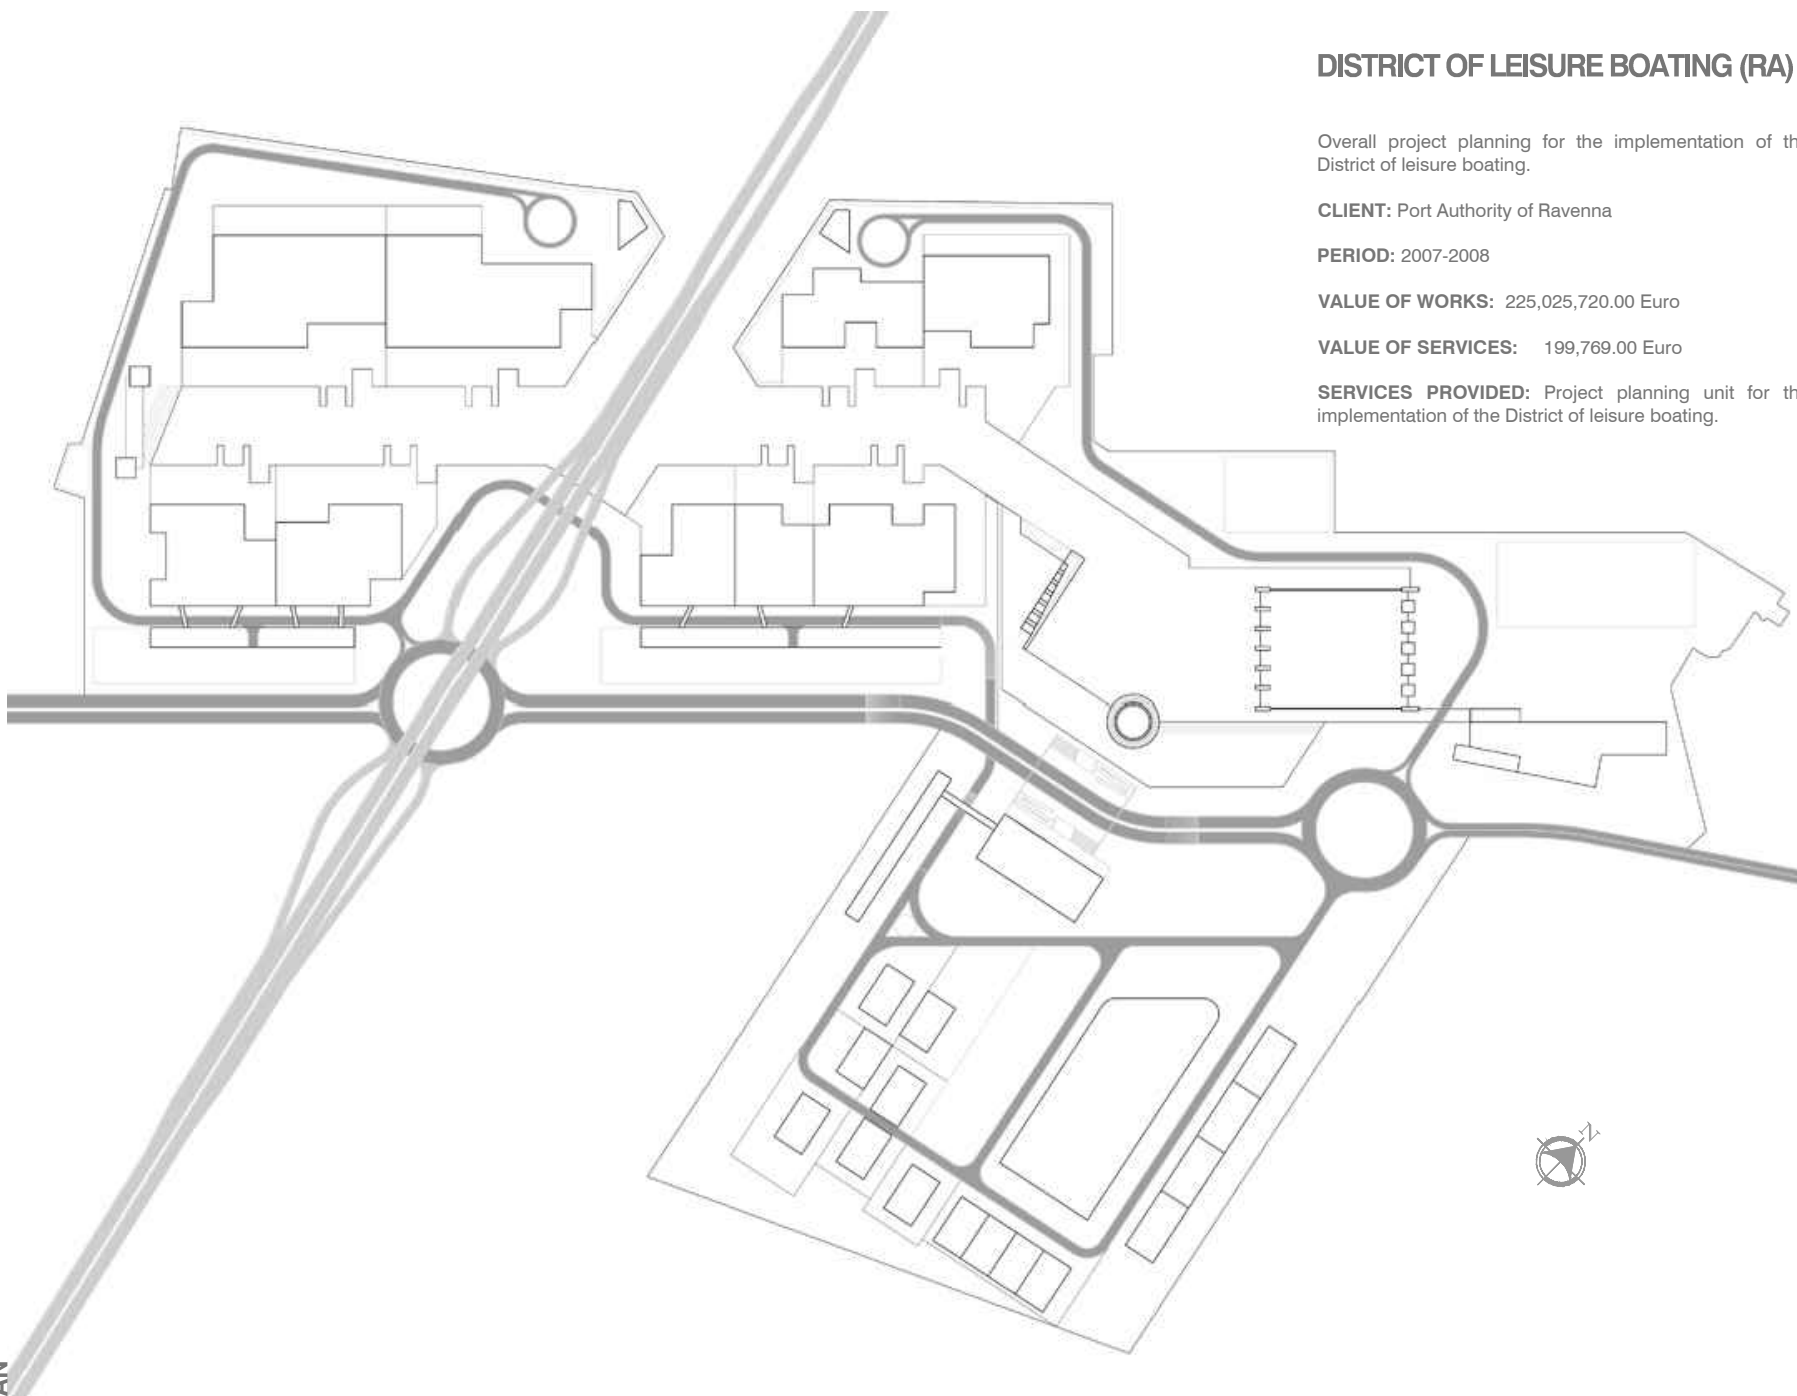 DISTRICT OF LEISURE BOATING (RA)
Overall project planning for the implementation of th
District of leisure boating.
CLIENT: Port Authority of Ravenna
PERIOD: 2007-2008
VALUE OF WORKS: 225,025,720.00 Euro
VALUE OF SERVICES: 199,769.00 Euro
SERVICES PROVIDED: Project planning unit for th
implementation of the District of leisure boating.
N
AN